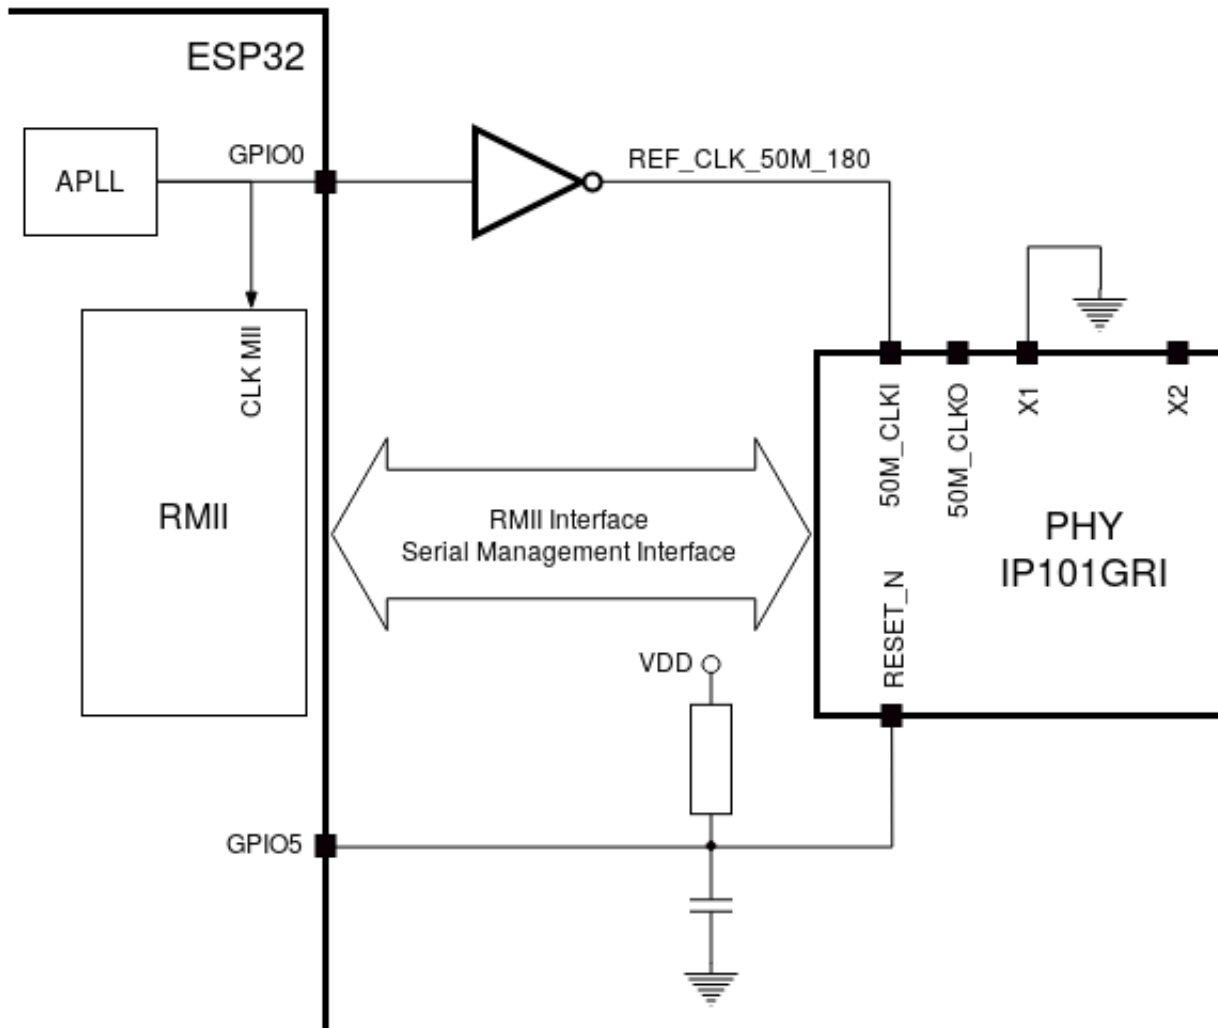 ESP32
APLL
GPIO0
REF_CLK_50M_180
CLK MII
RMII
RMII Interface
Serial Management Interface
50M_CLKI
50M_CLKO
X1
X2
PHY
IP101GRI
RESET_N
VDD
GPIO5